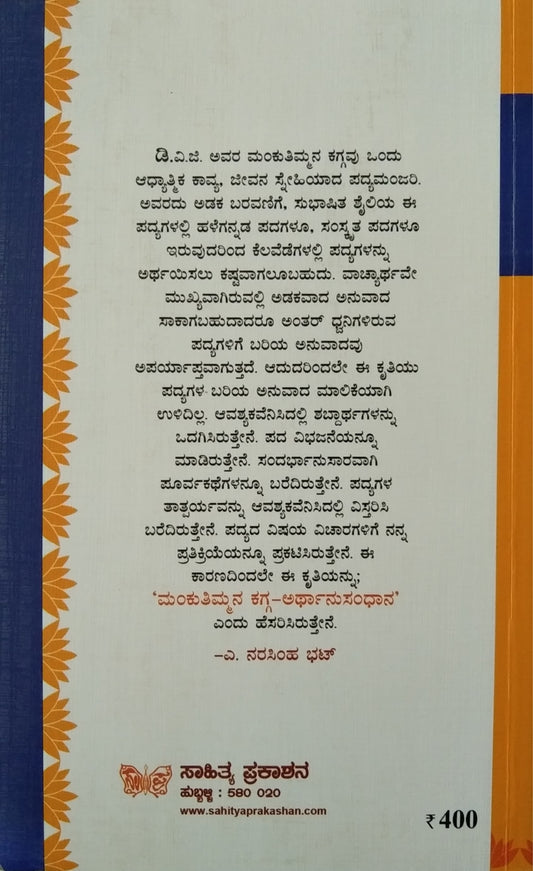 ಡಿ.ವಿ.ಜಿ. ಅವರ ಮಂಕುತಿಮ್ಮನ ಕಗ್ಗವು ಒಂದು
ಆಧ್ಯಾತ್ಮಿಕ ಕಾವ್ಯ, ಜೀವನ ಸ್ನೇಹಿಯಾದ ಪದ್ಯಮಂಜರಿ.
ಅವರದು ಅಡಕ ಬರವಣಿಗೆ, ಸುಭಾಷಿತ ಶೈಲಿಯ ಈ
ಪದ್ಯಗಳಲ್ಲಿ ಹಳೆಗನ್ನಡ ಪದಗಳೂ, ಸಂಸ್ಕೃತ ಪದಗಳೂ
ಇರುವುದರಿಂದ ಕೆಲವೆಡೆಗಳಲ್ಲಿ ಪದ್ಯಗಳನ್ನು
ಅರ್ಥಯಿಸಲು ಕಷ್ಟವಾಗಲೂಬಹುದು. ವಾಚ್ಯಾರ್ಥವೇ
ಮುಖ್ಯವಾಗಿರುವಲ್ಲಿ ಅಡಕವಾದ ಅನುವಾದ
ಸಾಕಾಗಬಹುದಾದರೂ ಅಂತರ್ ಧ್ವನಿಗಳಿರುವ
ಪದ್ಯಗಳಿಗೆ ಬರಿಯ ಅನುವಾದವು
ಅಪರ್ಯಾಪ್ತವಾಗುತ್ತದೆ. ಆದುದರಿಂದಲೇ ಈ ಕೃತಿಯು
ಪದ್ಯಗಳ ಬರಿಯ ಅನುವಾದ ಮಾಲಿಕೆಯಾಗಿ
ಉಳಿದಿಲ್ಲ. ಆವಶ್ಯಕವೆನಿಸಿದಲ್ಲಿ ಶಬ್ದಾರ್ಥಗಳನ್ನು
ಒದಗಿಸಿರುತ್ತೇನೆ. ಪದ ವಿಭಜನೆಯನ್ನೂ
ಮಾಡಿರುತ್ತೇನೆ. ಸಂದರ್ಭಾನುಸಾರವಾಗಿ
ಪೂರ್ವಕಥೆಗಳನ್ನೂ ಬರೆದಿರುತ್ತೇನೆ. ಪದ್ಯಗಳ
ತಾತ್ಪರ್ಯವನ್ನು ಆವಶ್ಯಕವೆನಿಸಿದಲ್ಲಿ ವಿಸ್ತರಿಸಿ
ಬರೆದಿರುತ್ತೇನೆ. ಪದ್ಯದ ವಿಷಯ ವಿಚಾರಗಳಿಗೆ ನನ್ನ
ಪ್ರತಿಕ್ರಿಯೆಯನ್ನೂ ಪ್ರಕಟಿಸಿರುತ್ತೇನೆ. ಈ
ಕಾರಣದಿಂದಲೇ ಈ ಕೃತಿಯನ್ನು;
'ಮಂಕುತಿಮ್ಮನ ಕಗ್ಗ-ಅರ್ಥಾನುಸಂಧಾನ'
ಎಂದು ಹೆಸರಿಸಿರುತ್ತೇನೆ.
-ಎ. ನರಸಿಂಹ ಭಟ್
ಸಾ ಪ್ರ
ಸಾಹಿತ್ಯ ಪ್ರಕಾಶನ
ಹುಬ್ಬಳ್ಳಿ : 580 020
www.sahityaprakashan.com
₹ 400